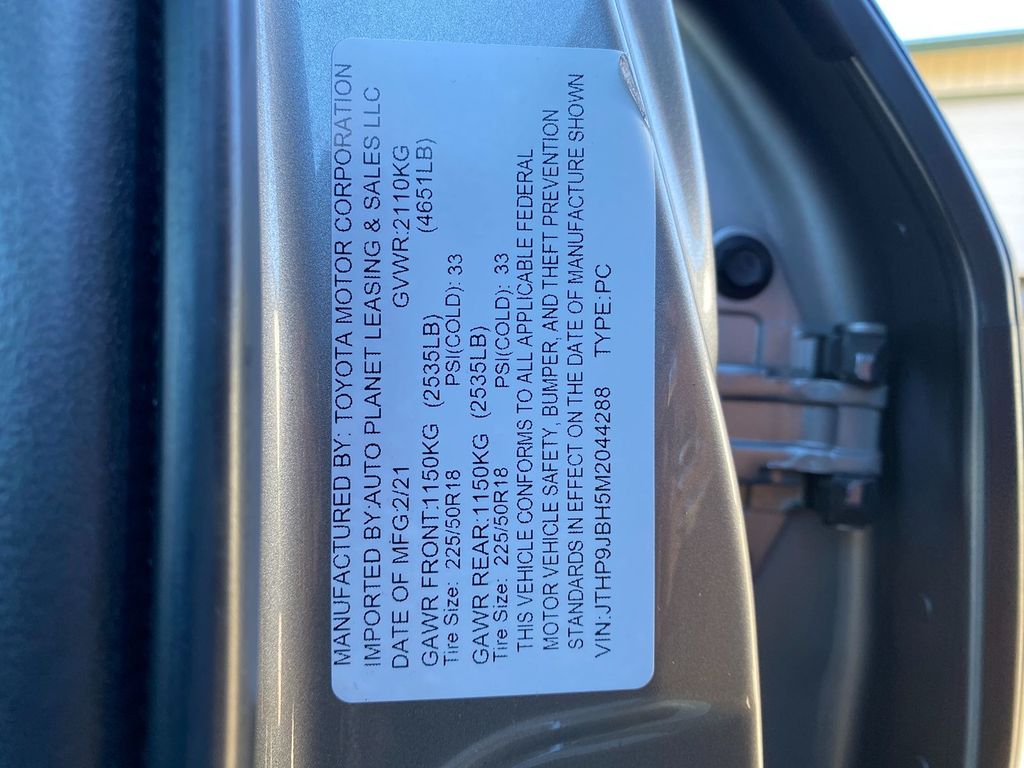 MANUFACTURED BY: TOYOTA MOTOR CORPORATION
IMPORTED BY:AUTO PLANET LEASING & SALES LLC
DATE OF MFG:2/21 GVWR:2110KG
(4651LB)
GAWR FRONT:1150KG (2535LB)
Tire Size: 225/50R18 PSI(COLD): 33
GAWR REAR:1150KG (2535LB)
Tire Size: 225/50R18 PSI(COLD): 33
THIS VEHICLE CONFORMS TO ALL APPLICABLE FEDERAL
MOTOR VEHICLE SAFETY, BUMPER, AND THEFT PREVENTION
STANDARDS IN EFFECT ON THE DATE OF MANUFACTURE SHOWN
VIN:JTHP9JBH5M2044288 TYPE:PC